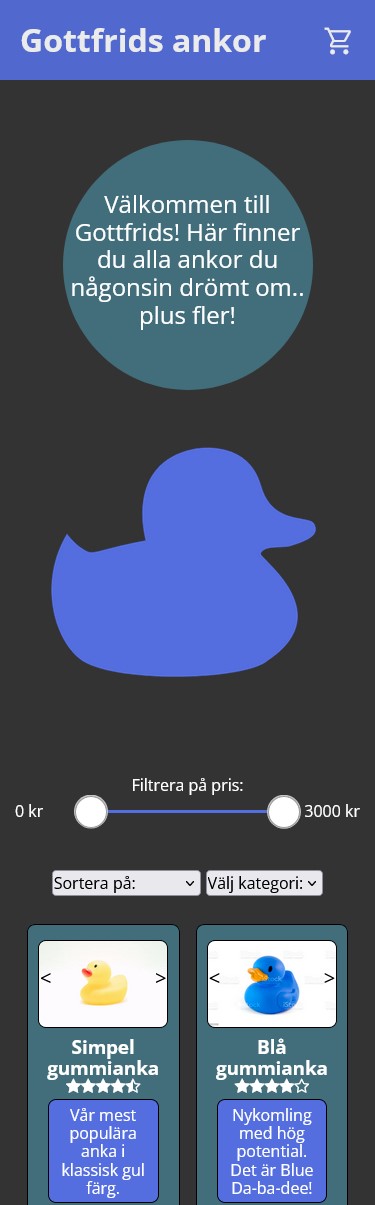 Gottfrids ankor
Välkommen till
Gottfrids! Här finner
du alla ankor du
någonsin drömt om..
plus fler!
Filtrera på pris:
0 kr
3000 kr
Sortera på:
Välj kategori:
<
>
<
>
Simpel
gummianka
Vår mest
populära
anka i
klassisk gul
färg.
Blå
gummianka
Nykomling
med hög
potential.
Det är Blue
Da-ba-dee!